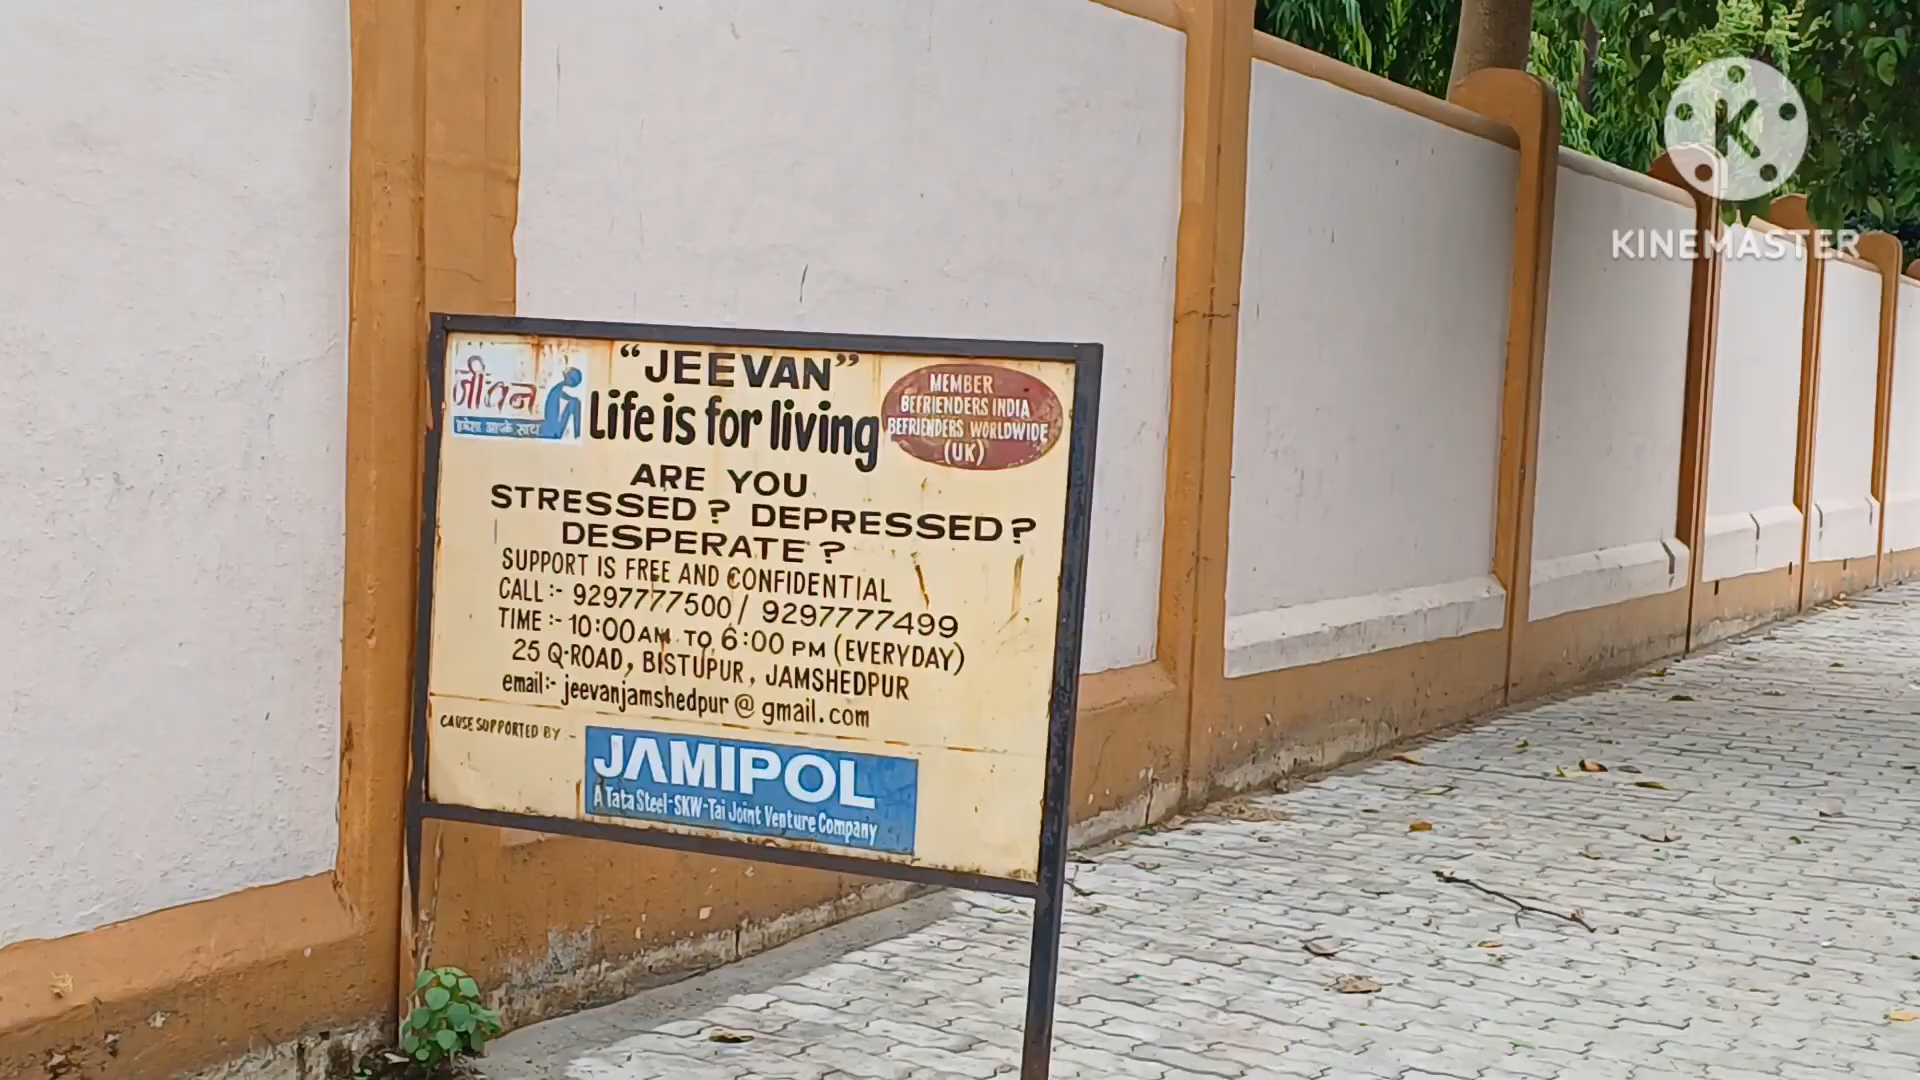 "JEEVAN"
जीवन
हमेशा आपके साथ
Life is for living
MEMBER
BEFRIENDERS INDIA
BEFRIENDERS WORLDWIDE
(UK)
ARE YOU
STRESSED? DEPRESSED?
DESPERATE?
SUPPORT IS FREE AND CONFIDENTIAL
CALL:- 9297777500/ 9297777499
TIME:- 10:00AM TO 6:00 PM (EVERYDAY)
25 Q-ROAD, BISTUPUR, JAMSHEDPUR
email:- jeevanjamshedpur@gmail.com
CAUSE SUPPORTED BY:-
JAMIPOL
A Tata Steel-SKW-Tai Joint Venture Company
K
KINEMASTER